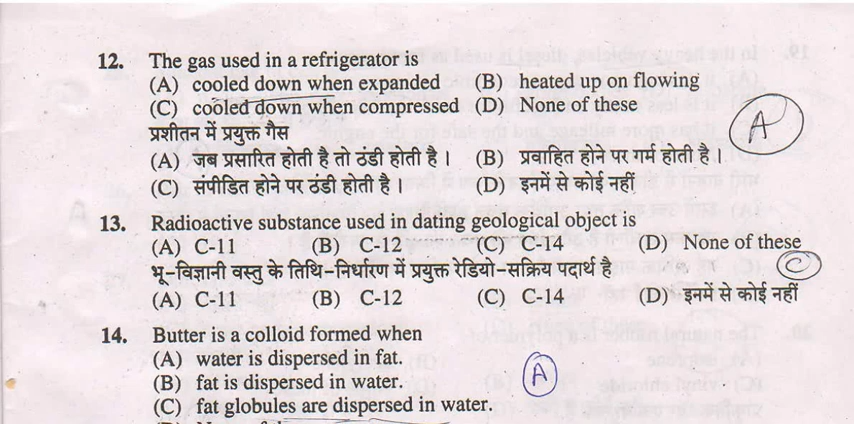 12. The gas used in a refrigerator is
(A) cooled down when expanded (B) heated up on flowing
(C) cooled down when compressed (D) None of these
प्रशीतन में प्रयुक्त गैस
(A) जब प्रसारित होती है तो ठंडी होती है। (B) प्रवाहित होने पर गर्म होती है।
(C) संपीडित होने पर ठंडी होती है। (D) इनमें से कोई नहीं
A
13. Radioactive substance used in dating geological object is
(A) C-11 (B) C-12 (C) C-14 (D) None of these
भू-विज्ञानी वस्तु के तिथि-निर्धारण में प्रयुक्त रेडियो-सक्रिय पदार्थ है
C
(A) C-11 (B) C-12 (C) C-14 (D) इनमें से कोई नहीं
14. Butter is a colloid formed when
(A) water is dispersed in fat.
(B) fat is dispersed in water.
A
(C) fat globules are dispersed in water.